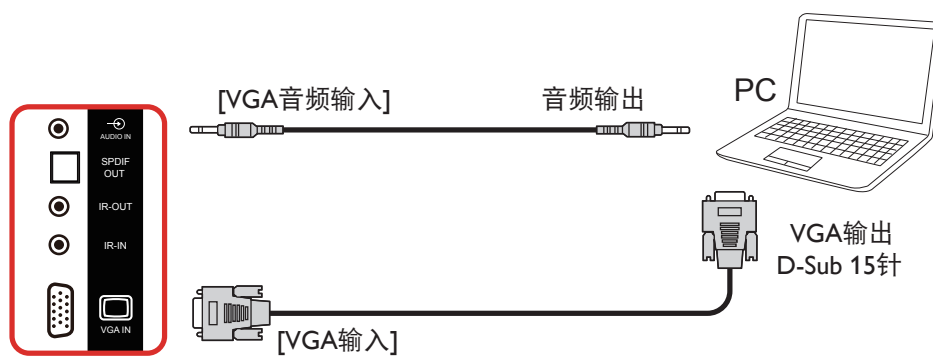 [VGA音频输入]
音频输出
PC
AUDIO IN
SPDIF
OUT
IR-OUT
IR-IN
VGA输出
D-Sub 15针
VGA IN
[VGA输入]